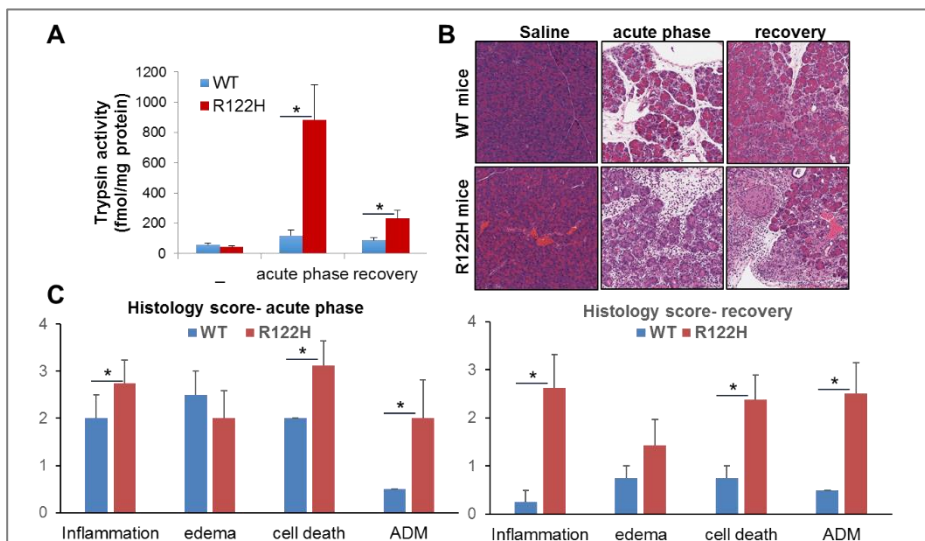 A
Trypsin activity
(fmol/mg protein)
1200
1000
800
600
400
200
0
WT
R122H
*
*
– acute phase recovery
B
Saline acute phase recovery
WT mice
R122H mice
C
Histology score- acute phase
WT R122H
4
3
2
1
0
*
*
*
Inflammation edema cell death ADM
Histology score- recovery
WT R122H
4
3
2
1
0
*
*
*
Inflammation edema cell death ADM